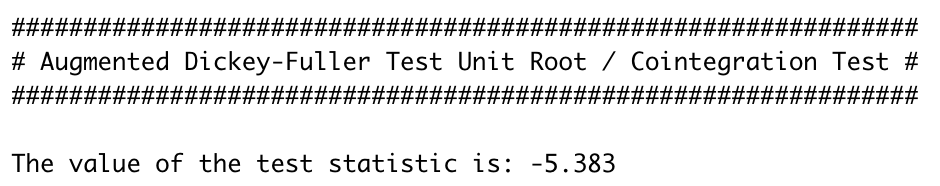 ###############################################################
# Augmented Dickey-Fuller Test Unit Root / Cointegration Test #
###############################################################
The value of the test statistic is: -5.383